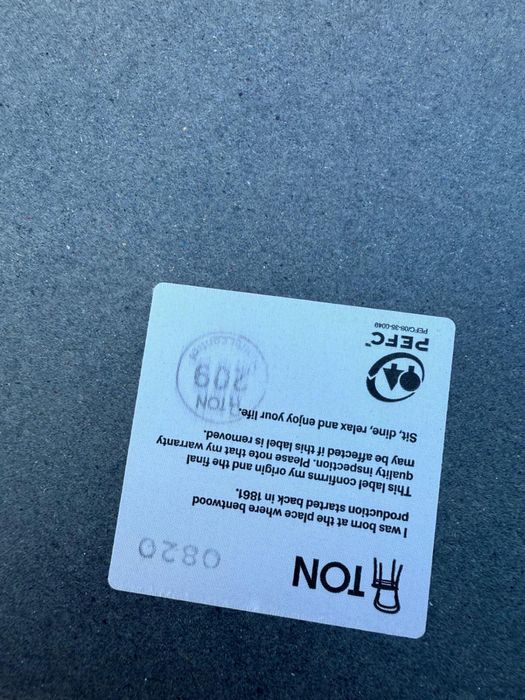 TON
0820
I was born at the place where bentwood
production started back in 1861.
This label confirms my origin and the final
quality inspection. Please note that my warranty
may be affected if this label is removed.
Sit, dine, relax and enjoy your life.
TON
209
PEFC™
PEFC/08-35-0049